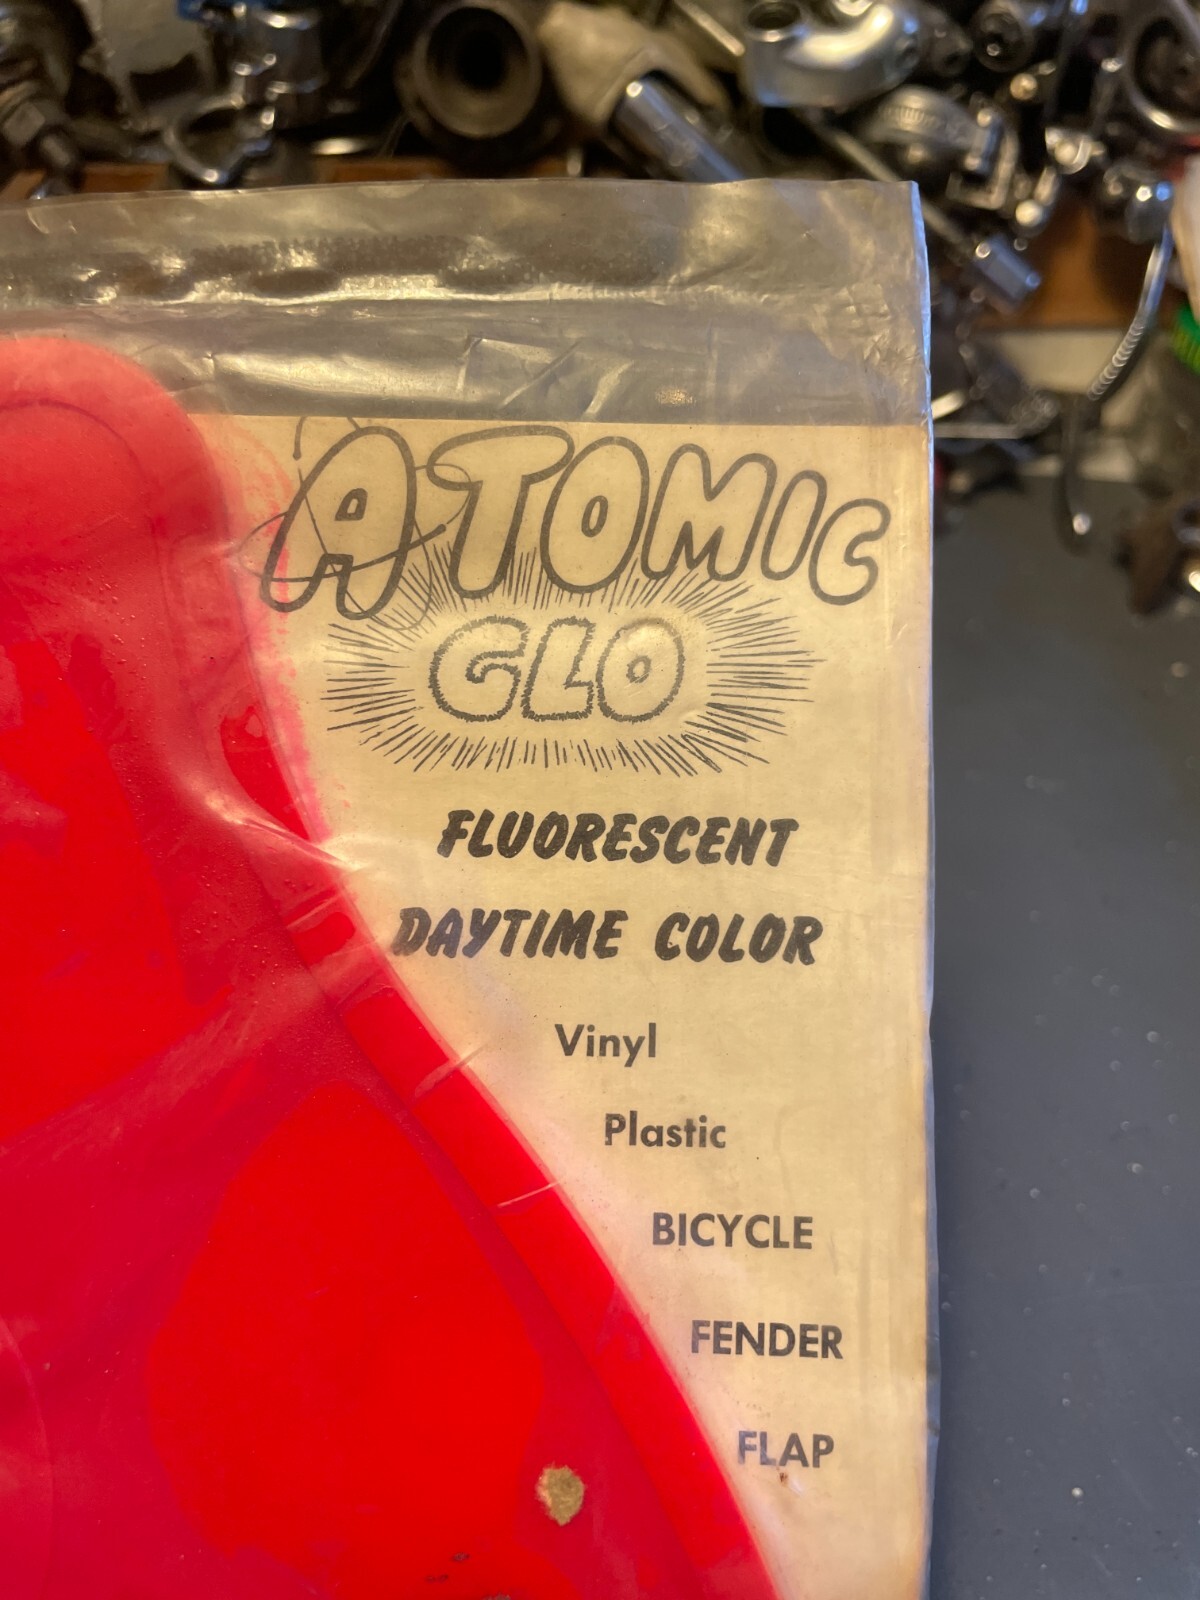 ATOMIC
GLO
FLUORESCENT
DAYTIME COLOR
Vinyl
Plastic
BICYCLE
FENDER
FLAP